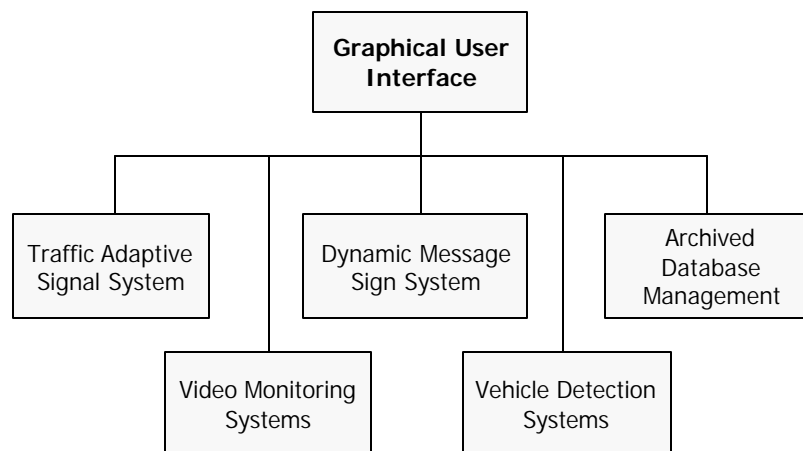 Graphical User
Interface
Traffic Adaptive
Signal System
Dynamic Message
Sign System
Archived
Database
Management
Video Monitoring
Systems
Vehicle Detection
Systems